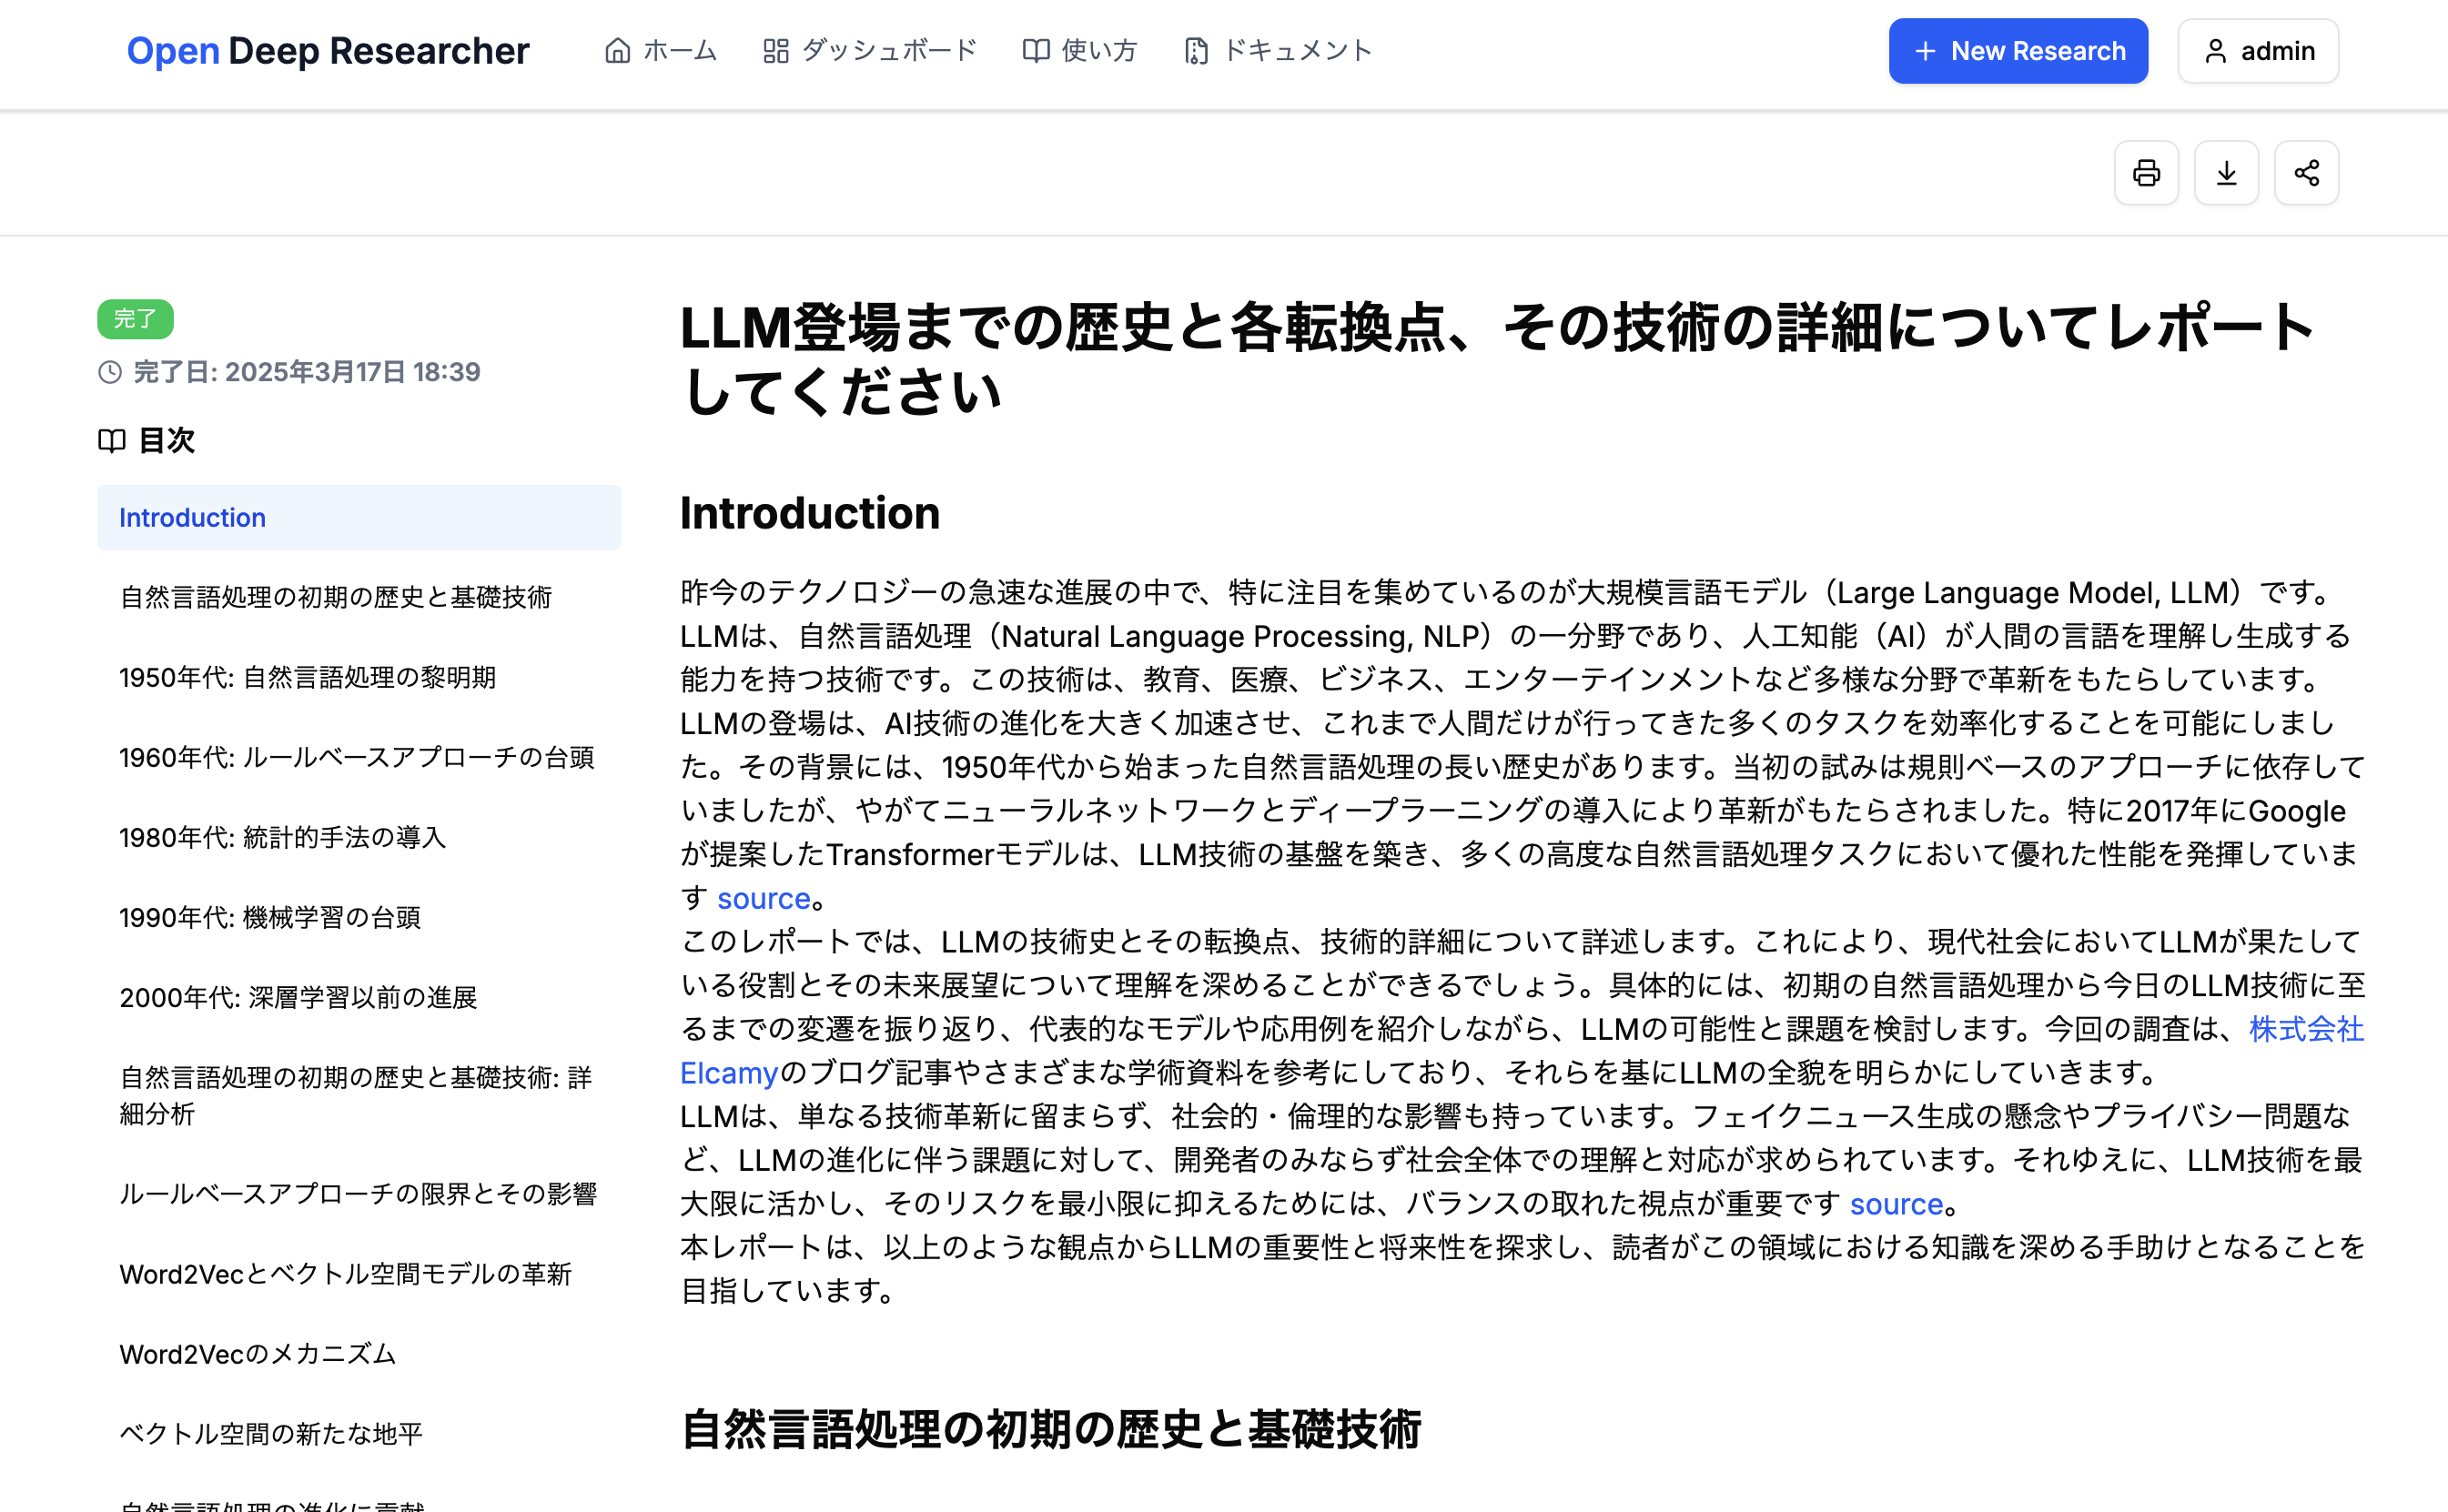 Open Deep Researcher
ホーム
ダッシュボード
使い方
ドキュメント
New Research
admin
完了
完了日: 2025年3月17日 18:39
目次
Introduction
自然言語処理の初期の歴史と基礎技術
1950年代: 自然言語処理の黎明期
1960年代: ルールベースアプローチの台頭
1980年代: 統計的手法の導入
1990年代: 機械学習の台頭
2000年代: 深層学習以前の進展
自然言語処理の初期の歴史と基礎技術: 詳
細分析
ルールベースアプローチの限界とその影響
Word2Vecとベクトル空間モデルの革新
Word2Vecのメカニズム
ベクトル空間の新たな地平
自然言語処理の進化に貢献
LLM登場までの歴史と各転換点、その技術の詳細についてレポート
してください
Introduction
昨今のテクノロジーの急速な進展の中で、特に注目を集めているのが大規模言語モデル（Large Language Model, LLM）です。
LLMは、自然言語処理（Natural Language Processing, NLP）の一分野であり、人工知能（AI）が人間の言語を理解し生成する
能力を持つ技術です。この技術は、教育、医療、ビジネス、エンターテインメントなど多様な分野で革新をもたらしています。
LLMの登場は、AI技術の進化を大きく加速させ、これまで人間だけが行ってきた多くのタスクを効率化することを可能にしまし
た。その背景には、1950年代から始まった自然言語処理の長い歴史があります。当初の試みは規則ベースのアプローチに依存して
いましたが、やがてニューラルネットワークとディープラーニングの導入により革新がもたらされました。特に2017年にGoogle
が提案したTransformerモデルは、LLM技術の基盤を築き、多くの高度な自然言語処理タスクにおいて優れた性能を発揮していま
す source。
このレポートでは、LLMの技術史とその転換点、技術的詳細について詳述します。これにより、現代社会においてLLMが果たして
いる役割とその未来展望について理解を深めることができるでしょう。具体的には、初期の自然言語処理から今日のLLM技術に至
るまでの変遷を振り返り、代表的なモデルや応用例を紹介しながら、LLMの可能性と課題を検討します。今回の調査は、株式会社
Elcamyのブログ記事やさまざまな学術資料を参考にしており、それらを基にLLMの全貌を明らかにしていきます。
LLMは、単なる技術革新に留まらず、社会的・倫理的な影響も持っています。フェイクニュース生成の懸念やプライバシー問題な
ど、LLMの進化に伴う課題に対して、開発者のみならず社会全体での理解と対応が求められています。それゆえに、LLM技術を最
大限に活かし、そのリスクを最小限に抑えるためには、バランスの取れた視点が重要です source。
本レポートは、以上のような観点からLLMの重要性と将来性を探求し、読者がこの領域における知識を深める手助けとなることを
目指しています。
自然言語処理の初期の歴史と基礎技術